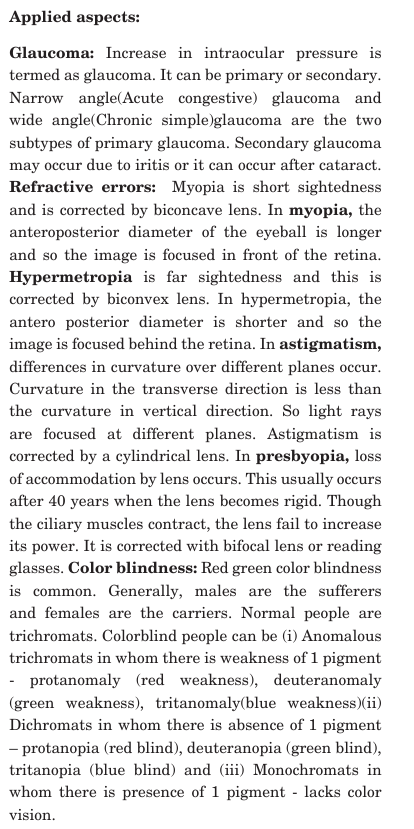 Applied aspects:
Glaucoma: Increase in intraocular pressure is
termed as glaucoma. It can be primary or secondary.
Narrow angle(Acute congestive) glaucoma and
wide angle(Chronic simple)glaucoma are the two
subtypes of primary glaucoma. Secondary glaucoma
may occur due to iritis or it can occur after cataract.
Refractive errors: Myopia is short sightedness
and is corrected by biconcave lens. In myopia, the
anteroposterior diameter of the eyeball is longer
and so the image is focused in front of the retina.
Hypermetropia is far sightedness and this is
corrected by biconvex lens. In hypermetropia, the
antero posterior diameter is shorter and so the
image is focused behind the retina. In astigmatism,
differences in curvature over different planes occur.
Curvature in the transverse direction is less than
the curvature in vertical direction. So light rays
are focused at different planes. Astigmatism is
corrected by a cylindrical lens. In presbyopia, loss
of accommodation by lens occurs. This usually occurs
after 40 years when the lens becomes rigid. Though
the ciliary muscles contract, the lens fail to increase
its power. It is corrected with bifocal lens or reading
glasses. Color blindness: Red green color blindness
is common. Generally, males are the sufferers
and females are the carriers. Normal people are
trichromats. Colorblind people can be (i) Anomalous
trichromats in whom there is weakness of 1 pigment
- protanomaly (red weakness), deuteranomaly
(green weakness), tritanomaly(blue weakness)(ii)
Dichromats in whom there is absence of 1 pigment
– protanopia (red blind), deuteranopia (green blind),
tritanopia (blue blind) and (iii) Monochromats in
whom there is presence of 1 pigment - lacks color
vision.